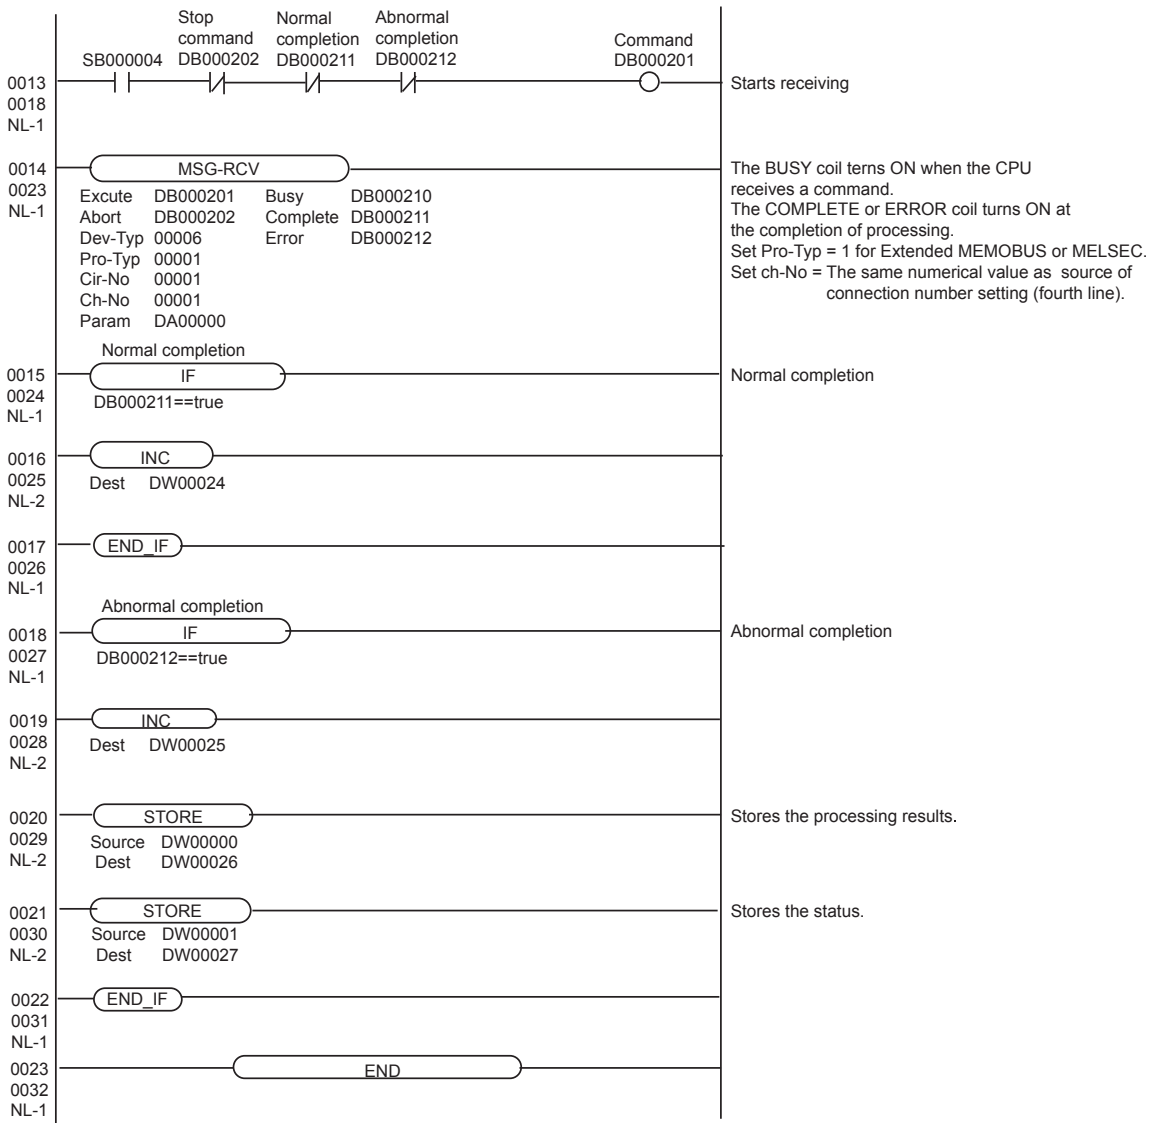 Stop
command
DB000202
Normal
completion
DB000211
Abnormal
completion
DB000212
Command
DB000201
SB000004
0013
0018
NL-1
Starts receiving
0014
0023
NL-1
MSG-RCV
Excute DB000201 Busy DB000210
Abort DB000202 Complete DB000211
Dev-Typ 00006 Error DB000212
Pro-Typ 00001
Cir-No 00001
Ch-No 00001
Param DA00000
The BUSY coil terns ON when the CPU
receives a command.
The COMPLETE or ERROR coil turns ON at
the completion of processing.
Set Pro-Typ = 1 for Extended MEMOBUS or MELSEC.
Set ch-No = The same numerical value as source of
connection number setting (fourth line).
Normal completion
0015
0024
NL-1
IF
DB000211==true
Normal completion
0016
0025
NL-2
INC
Dest DW00024
0017
0026
NL-1
END_IF
Abnormal completion
0018
0027
NL-1
IF
DB000212==true
Abnormal completion
0019
0028
NL-2
INC
Dest DW00025
0020
0029
NL-2
STORE
Source DW00000
Dest DW00026
Stores the processing results.
0021
0030
NL-2
STORE
Source DW00001
Dest DW00027
Stores the status.
0022
0031
NL-1
END_IF
0023
0032
NL-1
END